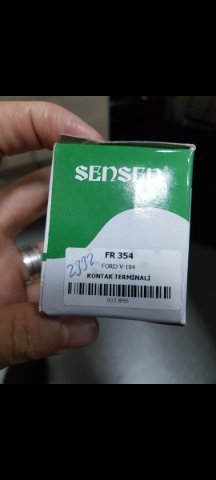 SENSEN
FR 354
2332
FORD V-184
KONTAK TERMİNALİ